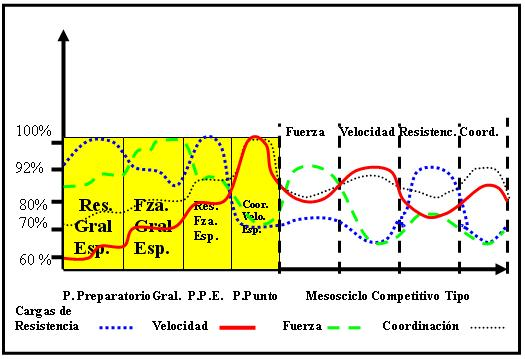 Fuerza Velocidad Resistenc. Coord.
100%
92%
80%
70%
60 %
Res.
Gral
Esp.
Fza.
Gral
Esp.
Res.
Fza.
Esp.
Coor.
Velo.
Esp.
P. Preparatorio Gral. P.P.E. P.Punto Mesosciclo Competitivo Tipo
Cargas de
Resistencia Velocidad Fuerza Coordinación